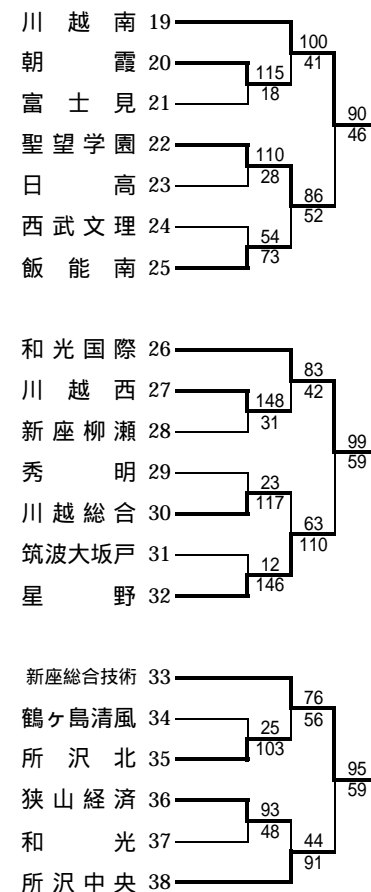 川越南 19
100
41
朝霞 20
115
18
富士見 21
90
46
聖望学園 22
110
28
日高 23
86
52
西武文理 24
54
73
飯能南 25
和光国際 26
83
42
川越西 27
148
31
新座柳瀬 28
99
59
秀明 29
23
117
川越総合 30
63
110
筑波大坂戸 31
12
146
星野 32
新座総合技術 33
76
56
鶴ヶ島清風 34
25
103
所沢北 35
95
59
狭山経済 36
93
48
和光 37
44
91
所沢中央 38